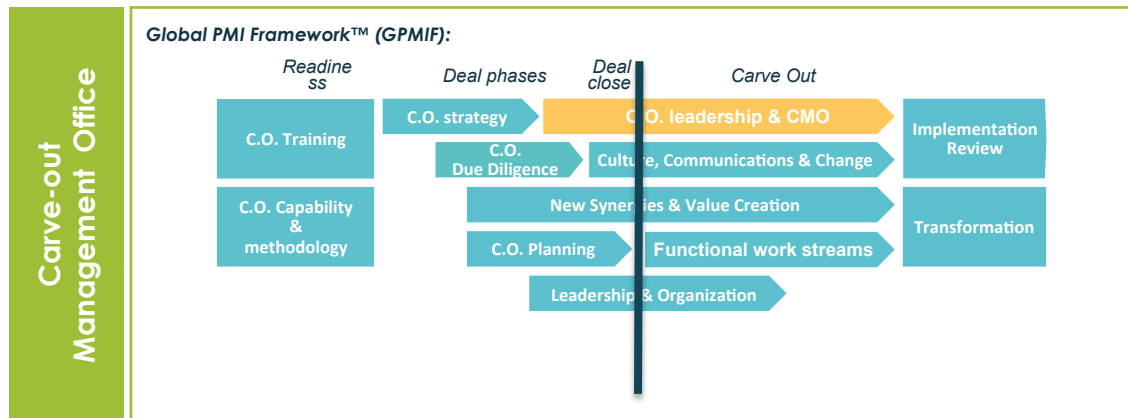 Carve-out
Management Office
Global PMI Framework™ (GPMIF):
Readine
ss
Deal phases
Deal
close
Carve Out
C.O. Training
C.O. strategy
C.O. leadership & CMO
Implementation
Review
C.O.
Due Diligence
Culture, Communications & Change
C.O. Capability
&
methodology
New Synergies & Value Creation
Transformation
C.O. Planning
Functional work streams
Leadership & Organization